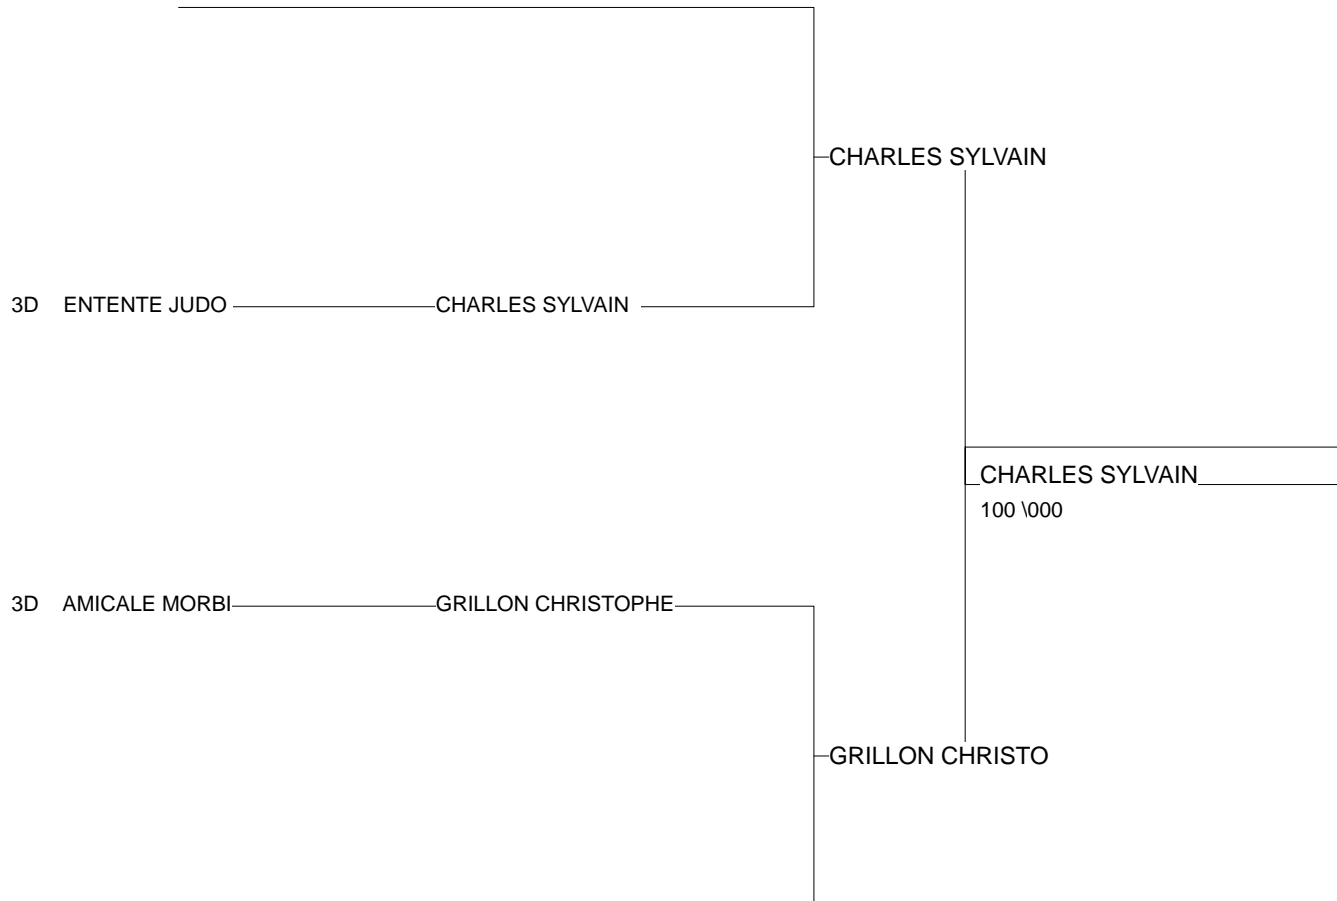 CHARLES SYLVAIN
3D ENTENTE JUDO CHARLES SYLVAIN
CHARLES SYLVAIN
100 \000
3D AMICALE MORBI GRILLON CHRISTOPHE
GRILLON CHRISTO